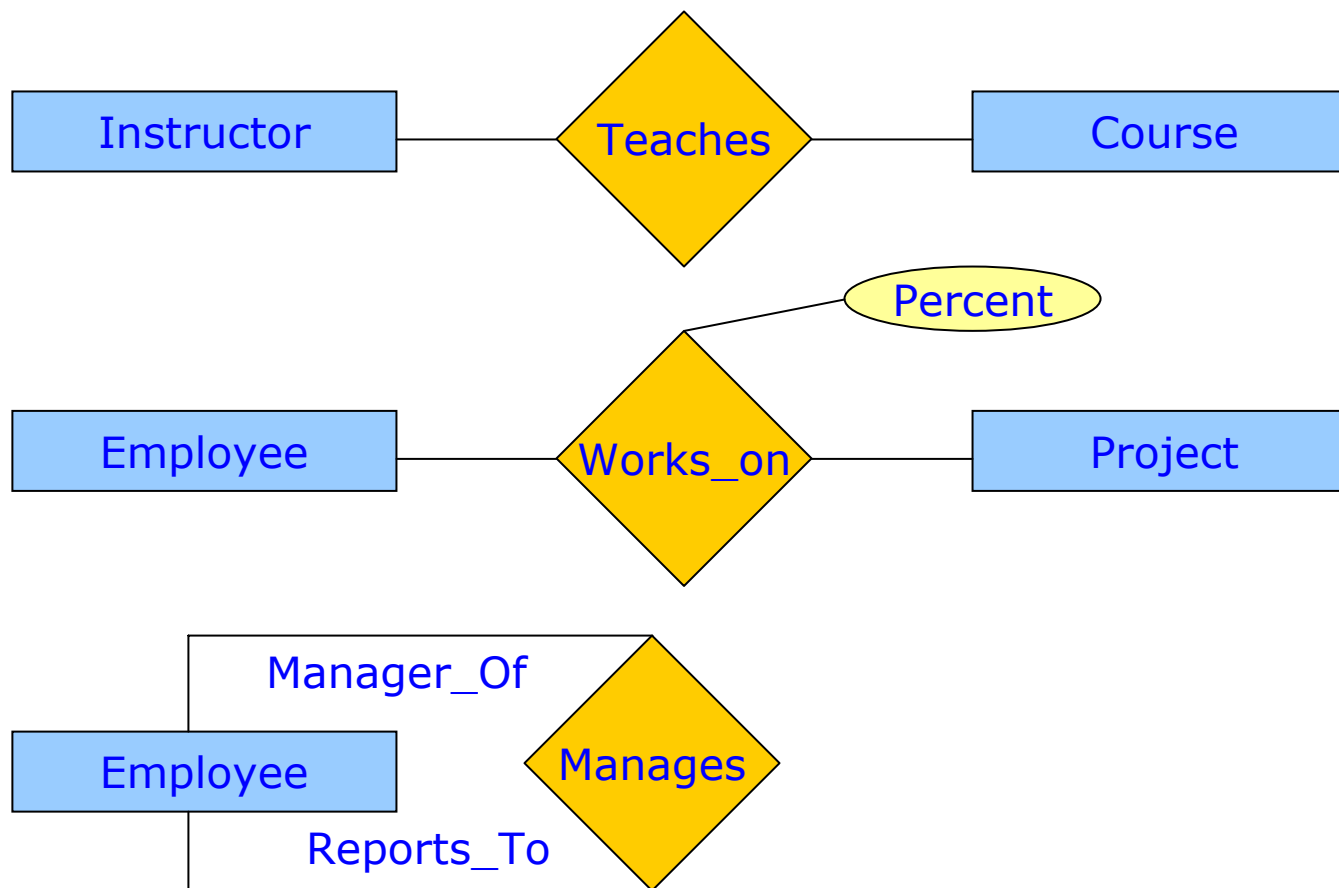 Instructor
Teaches
Course
Percent
Employee
Works_on
Project
Manager_Of
Employee
Manages
Reports_To